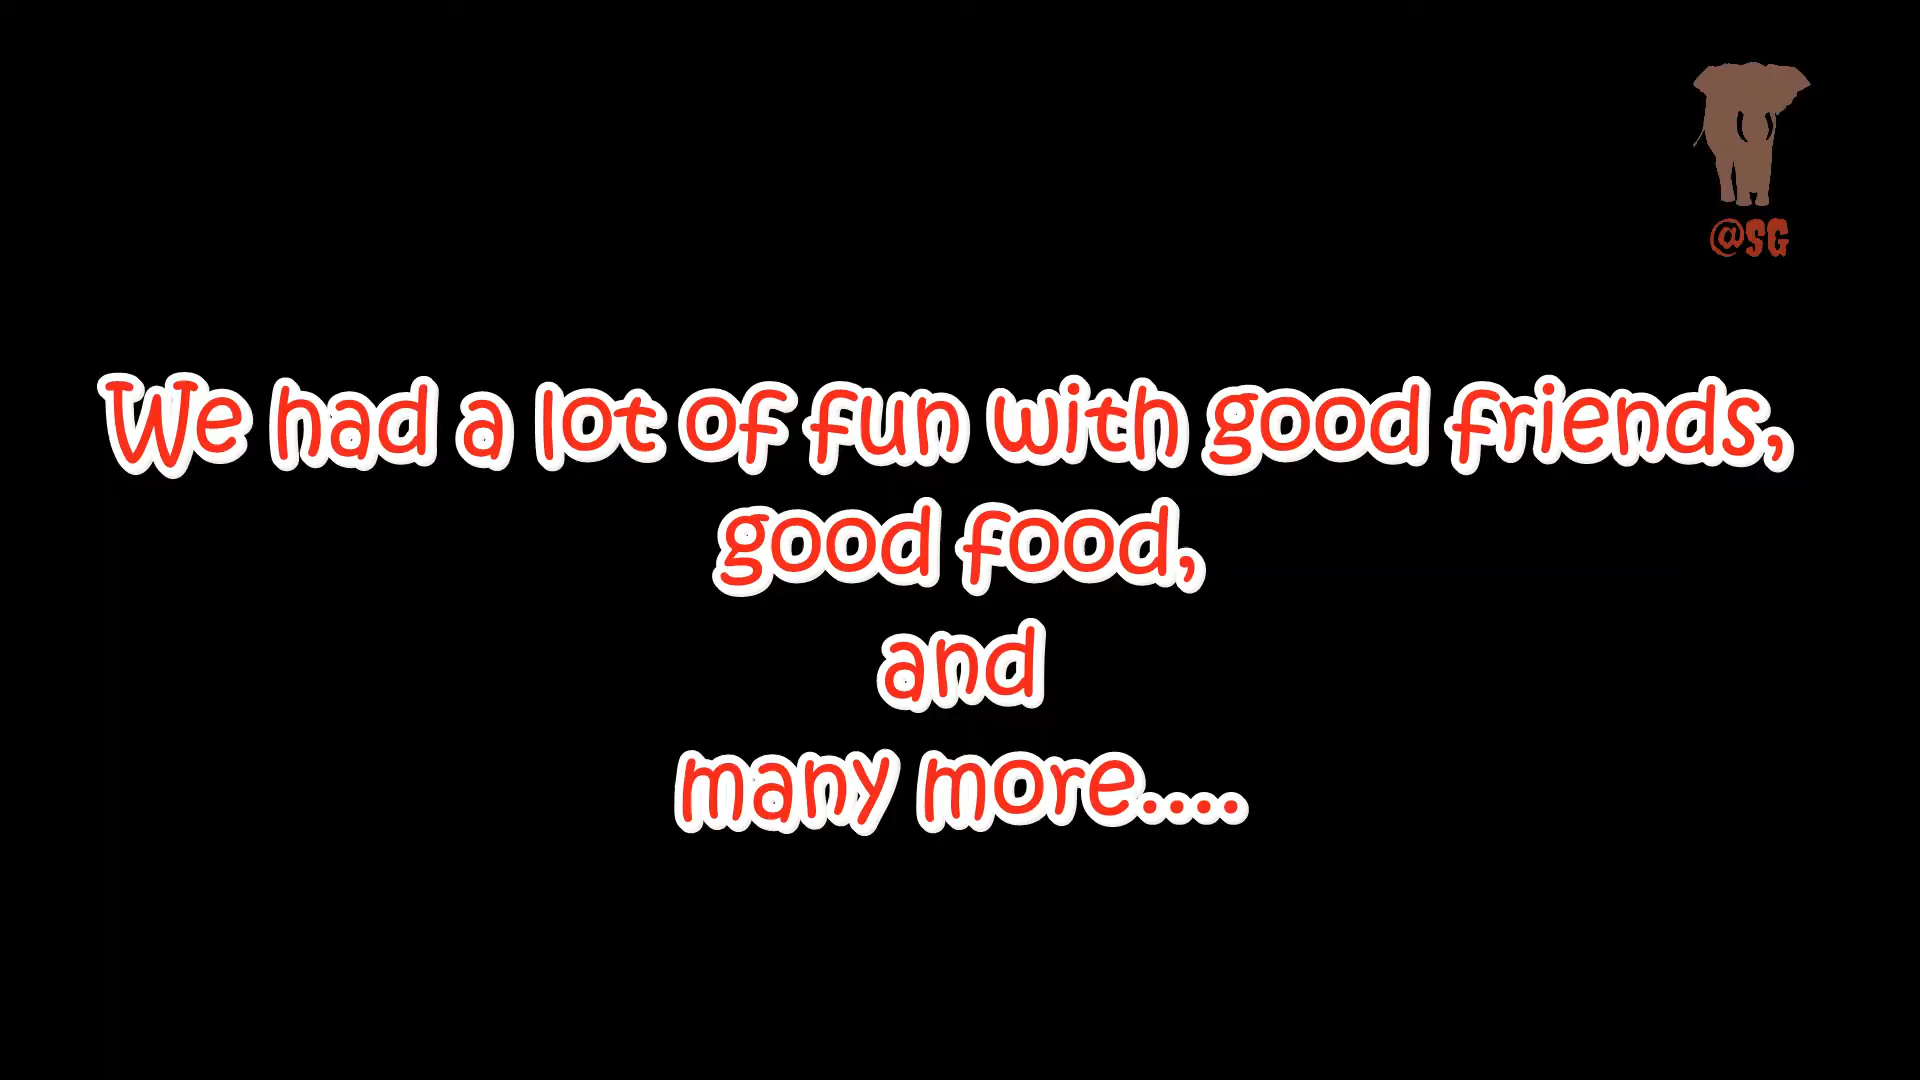 @SG
We had a lot of fun with good friends,
good food,
and
many more....